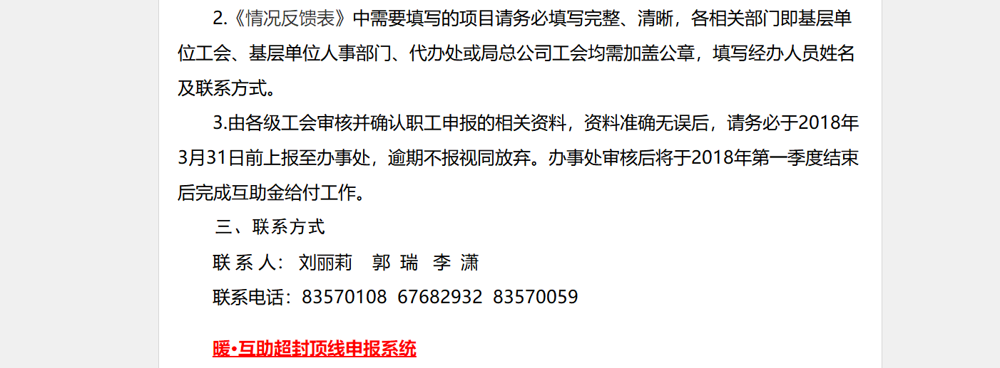 2.《情况反馈表》中需要填写的项目请务必填写完整、清晰，各相关部门即基层单
位工会、基层单位人事部门、代办处或局总公司工会均需加盖公章，填写经办人员姓名
及联系方式。
3.由各级工会审核并确认职工申报的相关资料，资料准确无误后，请务必于2018年
3月31日前上报至办事处，逾期不报视同放弃。办事处审核后将于2018年第一季度结束
后完成互助金给付工作。
三、联系方式
联 系 人： 刘丽莉 郭 瑞 李 潇
联系电话：83570108 67682932 83570059
暖•互助超封顶线申报系统